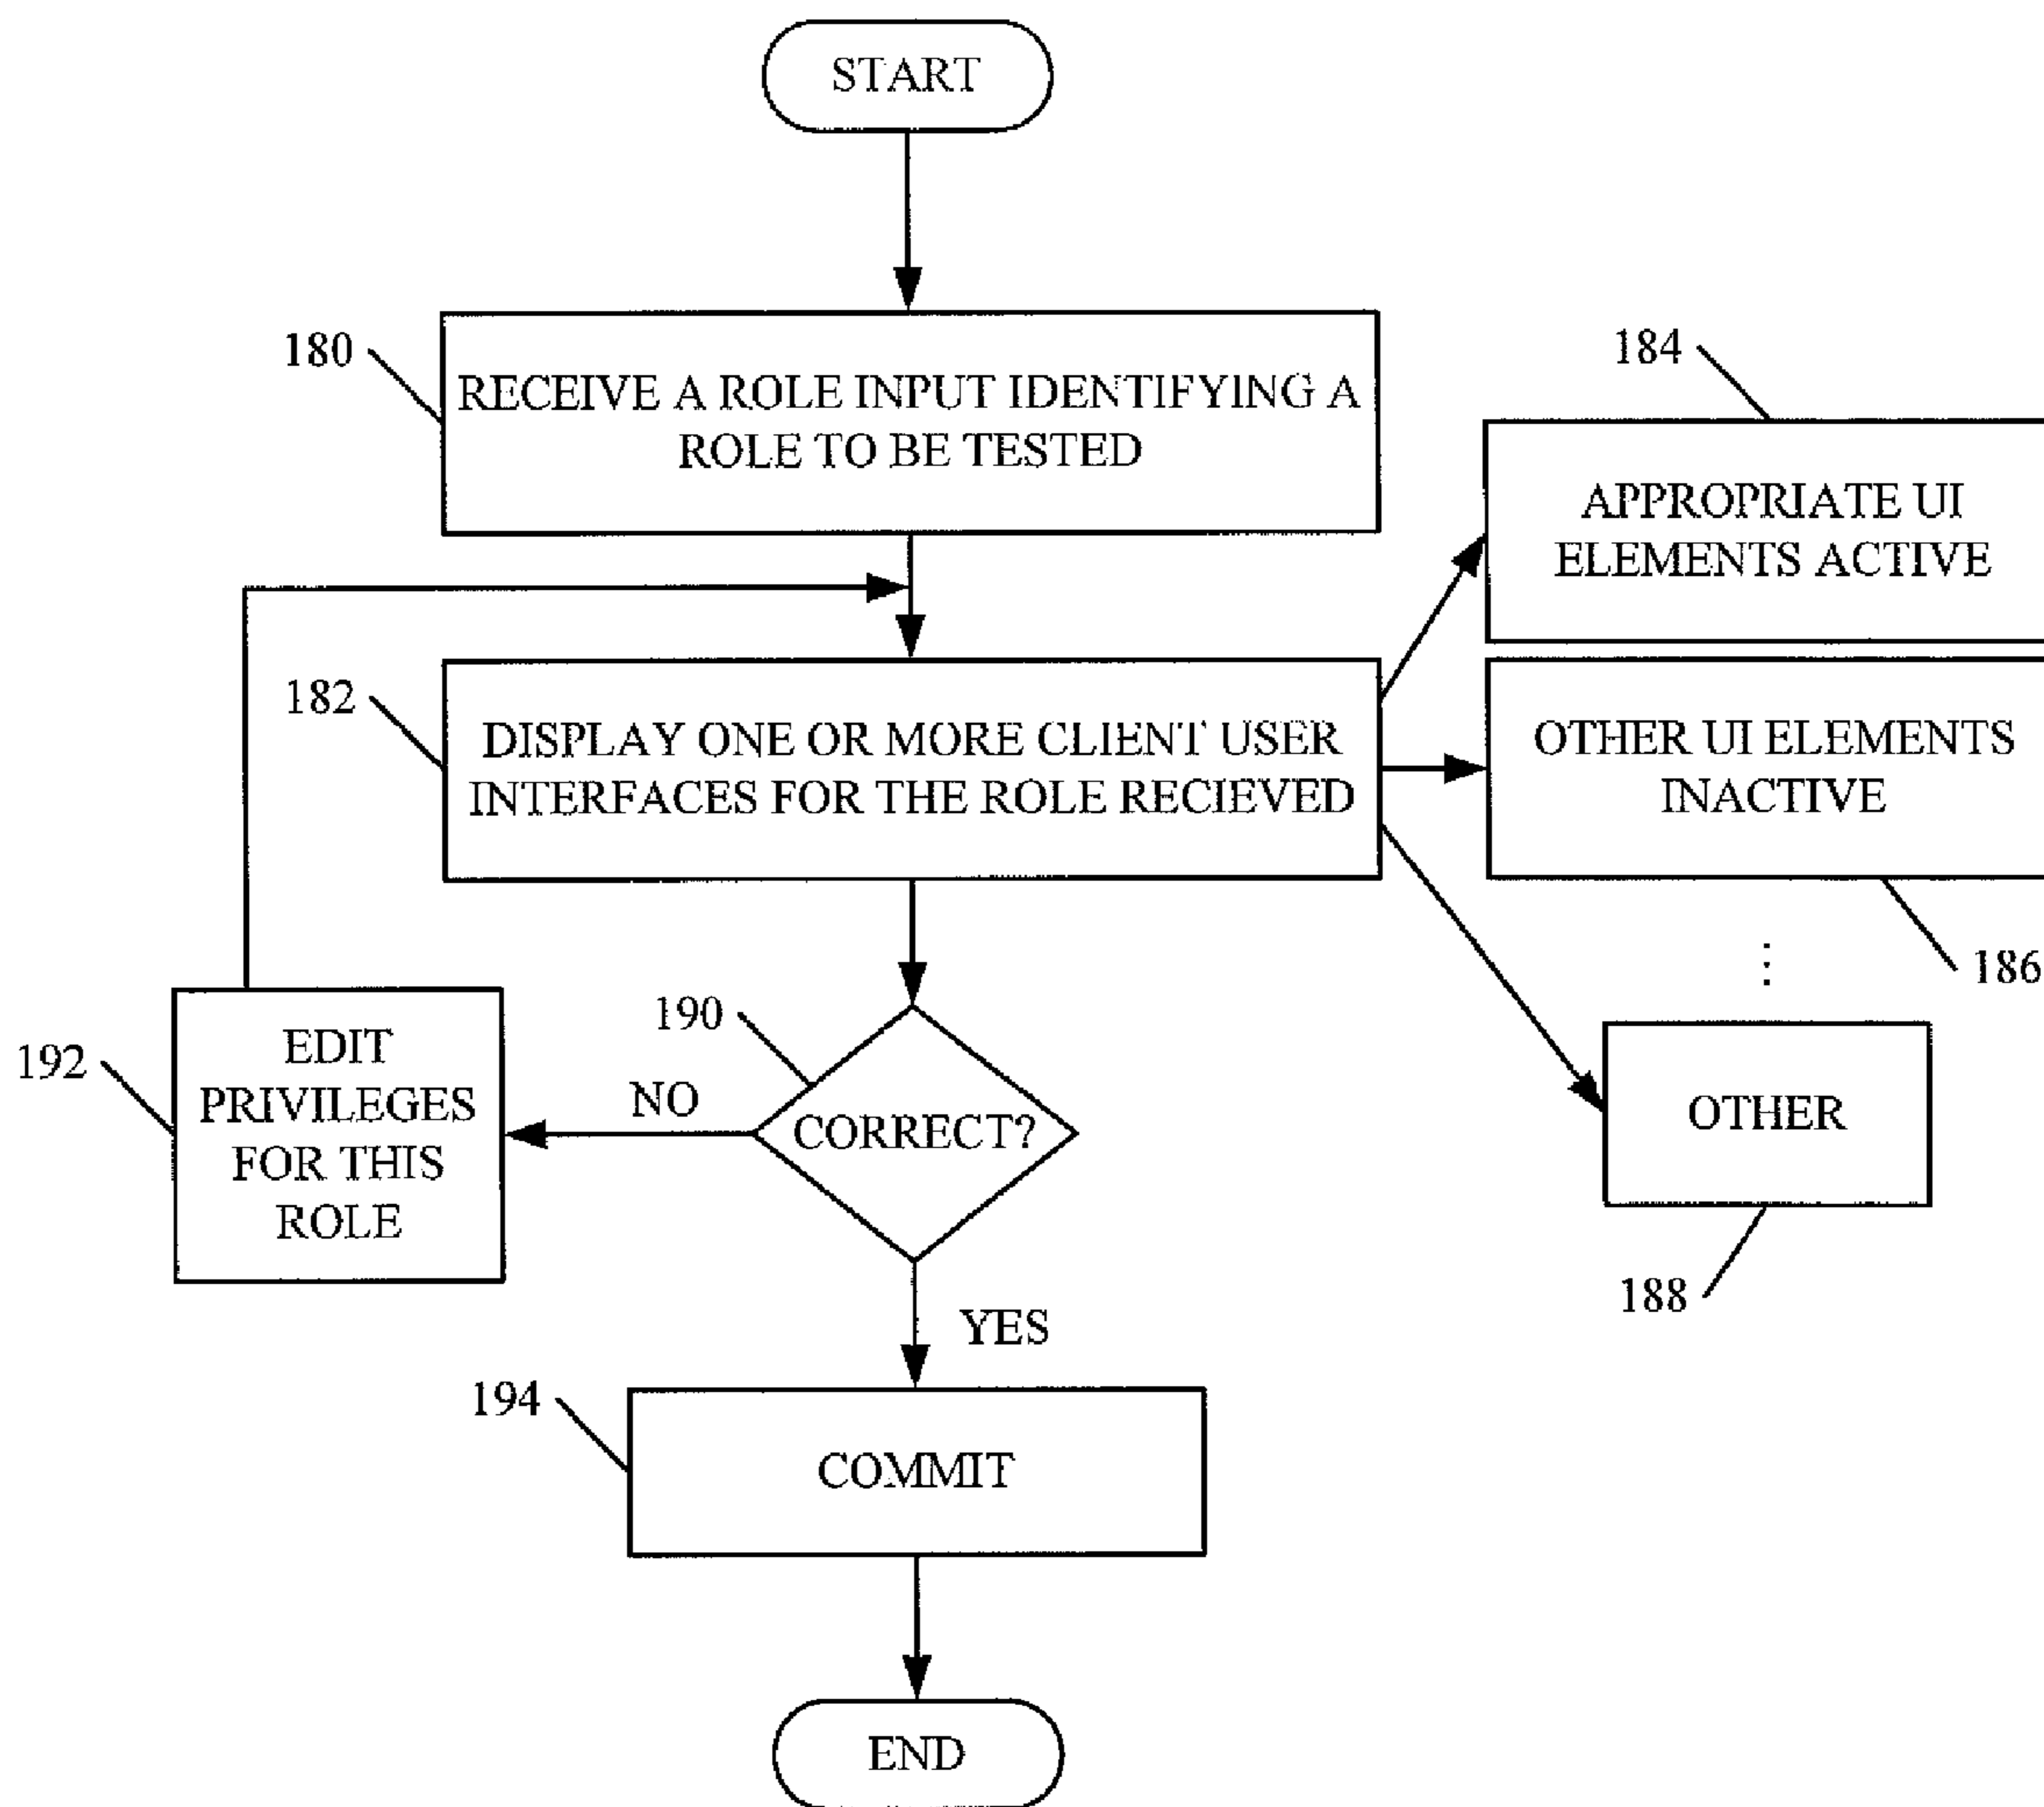 START
180
RECEIVE A ROLE INPUT IDENTIFYING A
ROLE TO BE TESTED
184
APPROPRIATE UI
ELEMENTS ACTIVE
182
DISPLAY ONE OR MORE CLIENT USER
INTERFACES FOR THE ROLE RECIEVED
OTHER UI ELEMENTS
INACTIVE
186
192
EDIT
PRIVILEGES
FOR THIS
ROLE
NO
190
CORRECT?
OTHER
188
YES
194
COMMIT
END